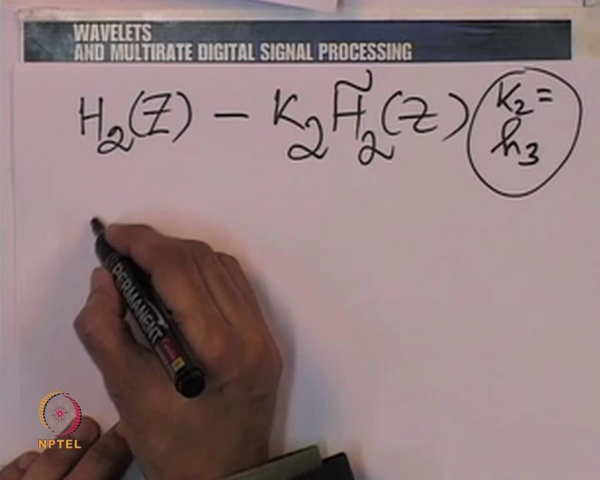 WAVELETS
AND MULTIRATE DIGITAL SIGNAL PROCESSING
H₂(Z) − K₂H̃₂(Z) K₂ =
h₃
PERMANENT
NPTEL